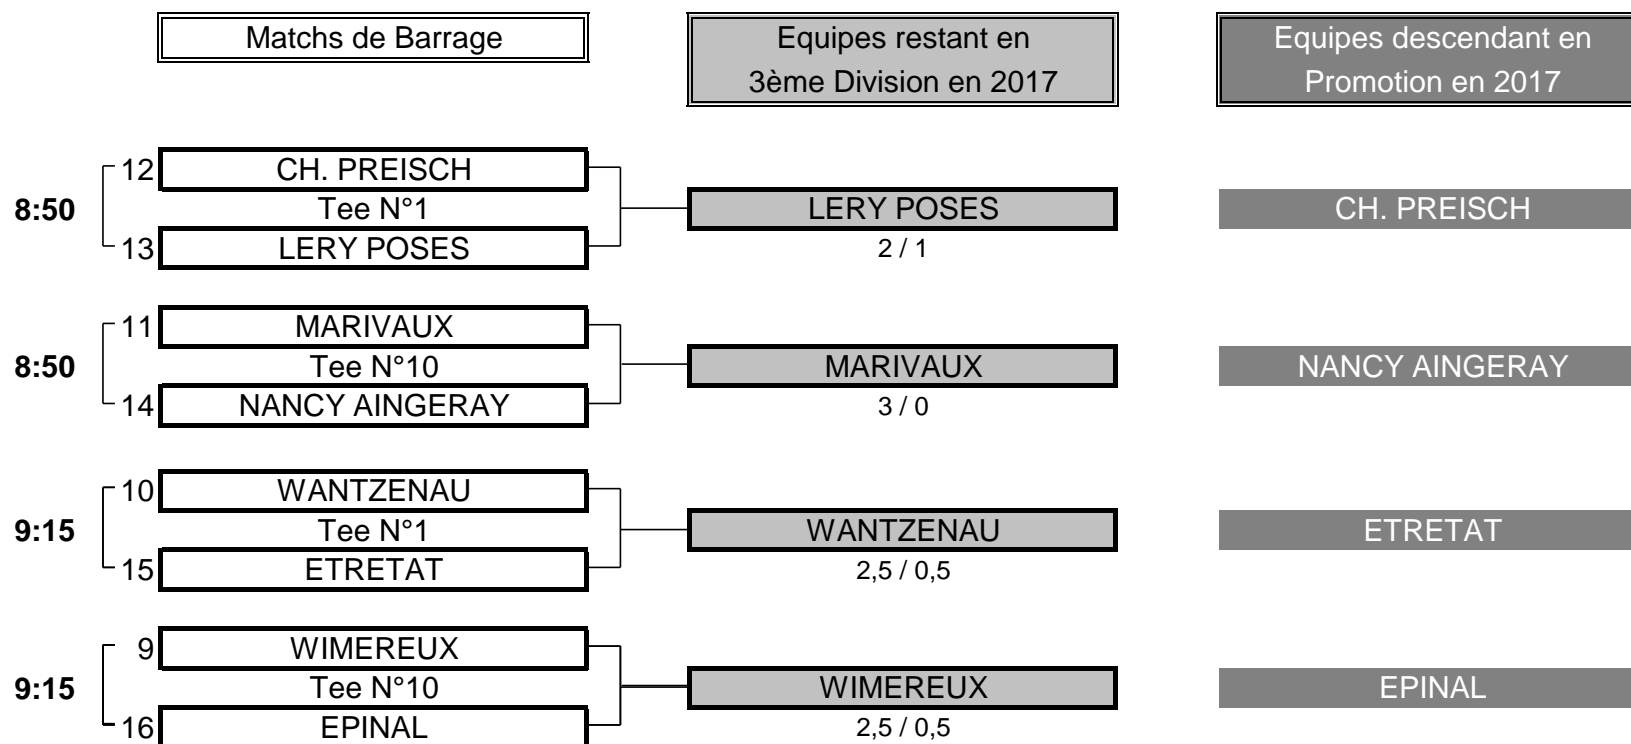 Matchs de Barrage
Equipes restant en
3ème Division en 2017
Equipes descendant en
Promotion en 2017
12 CH. PREISCH
8:50 Tee N°1 LERY POSES CH. PREISCH
13 LERY POSES 2 / 1
11 MARIVAUX
8:50 Tee N°10 MARIVAUX NANCY AINGERAY
14 NANCY AINGERAY 3 / 0
10 WANTZENAU
9:15 Tee N°1 WANTZENAU ETRETAT
15 ETRETAT 2,5 / 0,5
9 WIMEREUX
9:15 Tee N°10 WIMEREUX EPINAL
16 EPINAL 2,5 / 0,5